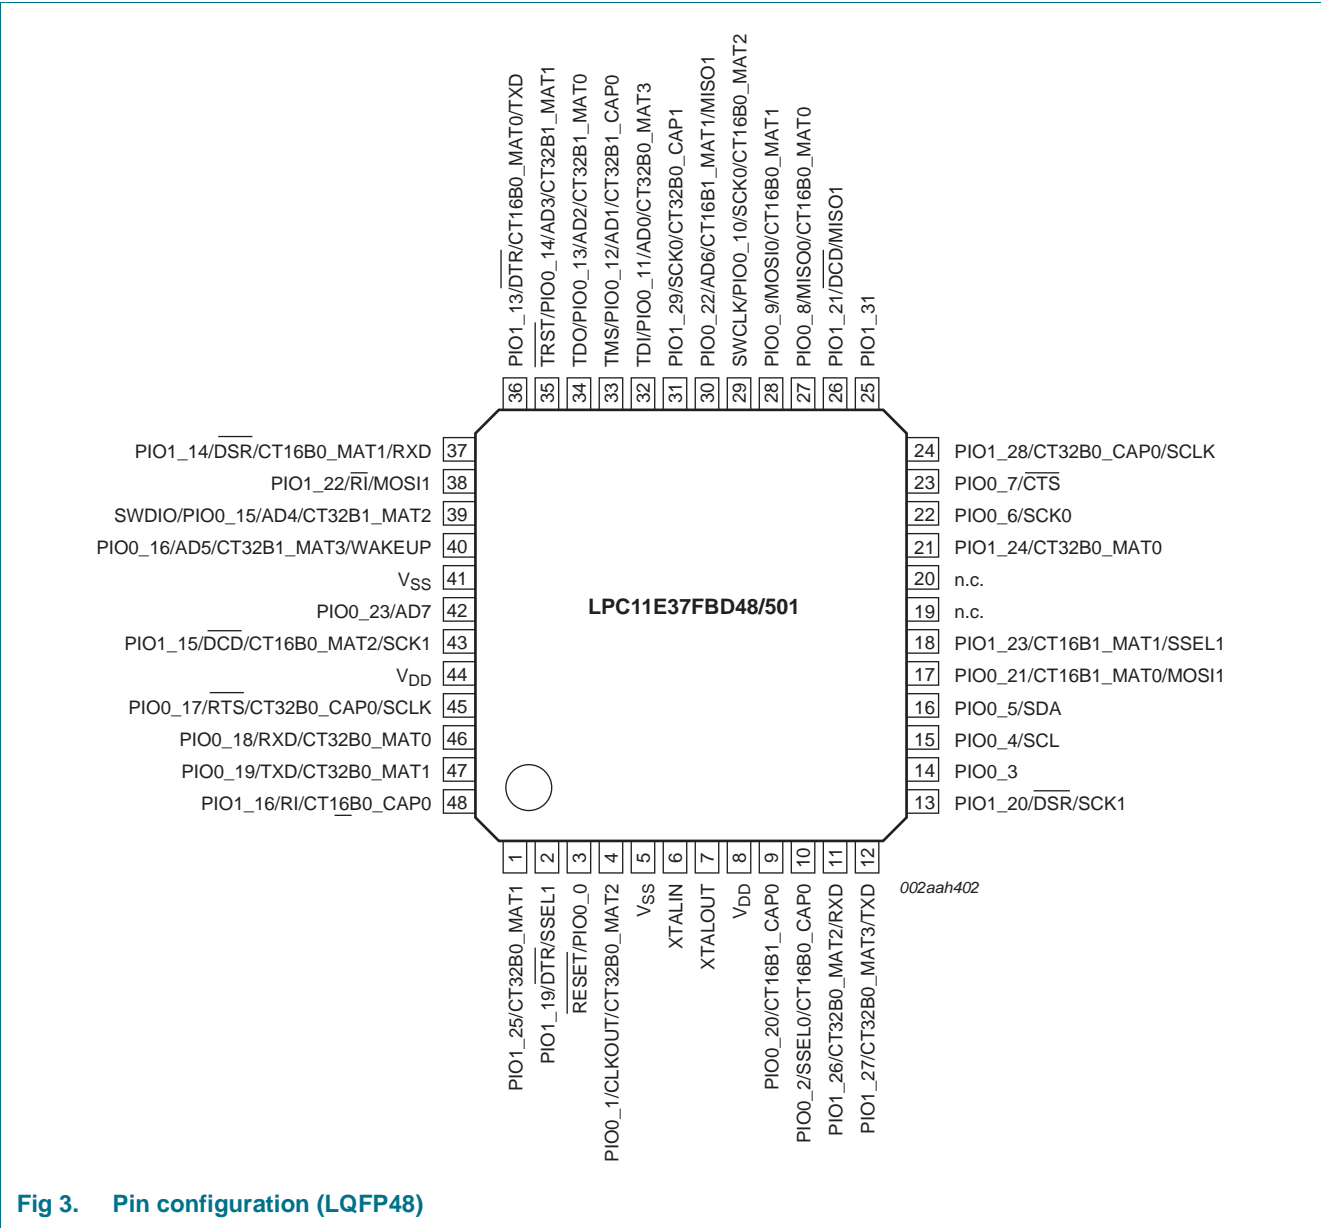 PIO1_13/DTR/CT16B0_MAT0/TXD
TRST/PIO0_14/AD3/CT32B1_MAT1
TDO/PIO0_13/AD2/CT32B1_MAT0
TMS/PIO0_12/AD1/CT32B1_CAP0
TDI/PIO0_11/AD0/CT32B0_MAT3
PIO1_29/SCK0/CT32B0_CAP1
PIO0_22/AD6/CT16B1_MAT1/MISO1
SWCLK/PIO0_10/SCK0/CT16B0_MAT2
PIO0_9/MOSI0/CT16B0_MAT1
PIO0_8/MISO0/CT16B0_MAT0
PIO1_21/DCD/MISO1
PIO1_31
36 35 34 33 32 31 30 29 28 27 26 25
PIO1_14/DSR/CT16B0_MAT1/RXD 37
PIO1_22/RI/MOSI1 38
SWDIO/PIO0_15/AD4/CT32B1_MAT2 39
PIO0_16/AD5/CT32B1_MAT3/WAKEUP 40
VSS 41
PIO0_23/AD7 42
PIO1_15/DCD/CT16B0_MAT2/SCK1 43
VDD 44
PIO0_17/RTS/CT32B0_CAP0/SCLK 45
PIO0_18/RXD/CT32B0_MAT0 46
PIO0_19/TXD/CT32B0_MAT1 47
PIO1_16/RI/CT16B0_CAP0 48
LPC11E37FBD48/501
24 PIO1_28/CT32B0_CAP0/SCLK
23 PIO0_7/CTS
22 PIO0_6/SCK0
21 PIO1_24/CT32B0_MAT0
20 n.c.
19 n.c.
18 PIO1_23/CT16B1_MAT1/SSEL1
17 PIO0_21/CT16B1_MAT0/MOSI1
16 PIO0_5/SDA
15 PIO0_4/SCL
14 PIO0_3
13 PIO1_20/DSR/SCK1
1 2 3 4 5 6 7 8 9 10 11 12
PIO1_25/CT32B0_MAT1
PIO1_19/DTR/SSEL1
RESET/PIO0_0
PIO0_1/CLKOUT/CT32B0_MAT2
VSS
XTALIN
XTALOUT
VDD
PIO0_20/CT16B1_CAP0
PIO0_2/SSEL0/CT16B0_CAP0
PIO1_26/CT32B0_MAT2/RXD
PIO1_27/CT32B0_MAT3/TXD
002aah402
Fig 3. Pin configuration (LQFP48)